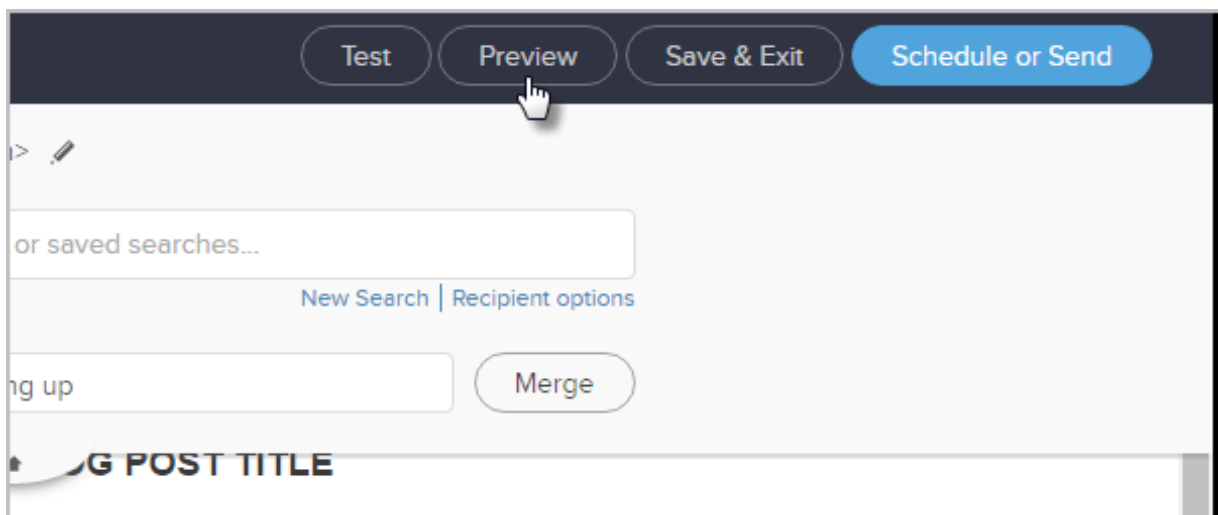 Test Preview Save & Exit Schedule or Send
>
or saved searches...
New Search | Recipient options
ng up Merge
G POST TITLE